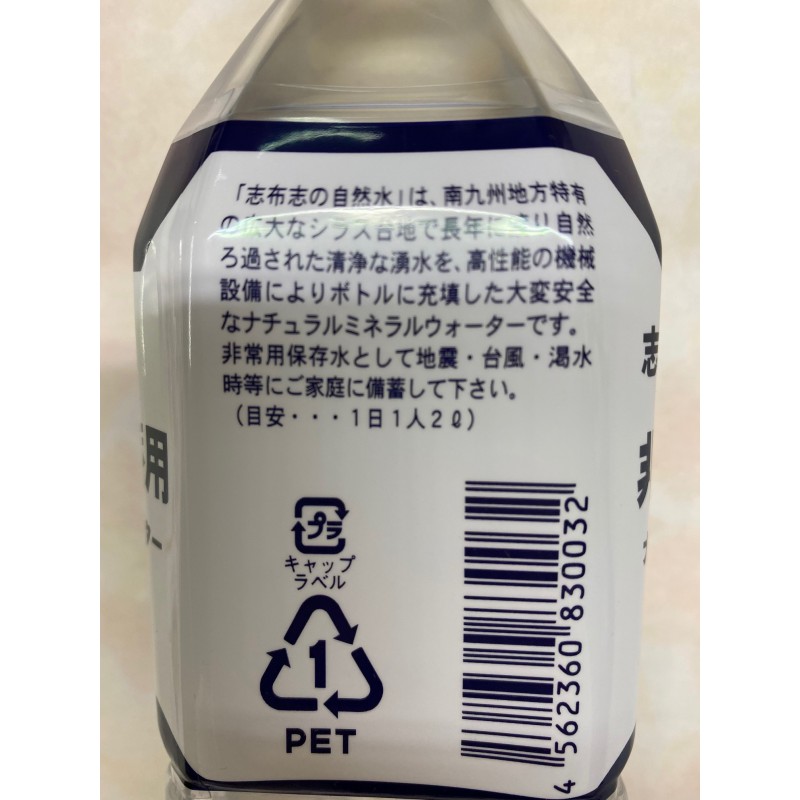 「志布志の自然水」は、南九州地方特有
の広大なシラス台地で長年に渡り自然
ろ過された清浄な湧水を、高性能の機械
設備によりボトルに充填した大変安全
なナチュラルミネラルウォーターです。
非常用保存水として地震・台風・渇水
時等にご家庭に備蓄して下さい。
（目安・・・1日1人2ℓ）
用
ター
志
プラ
キャップ
ラベル
1
PET
4 562360 830032